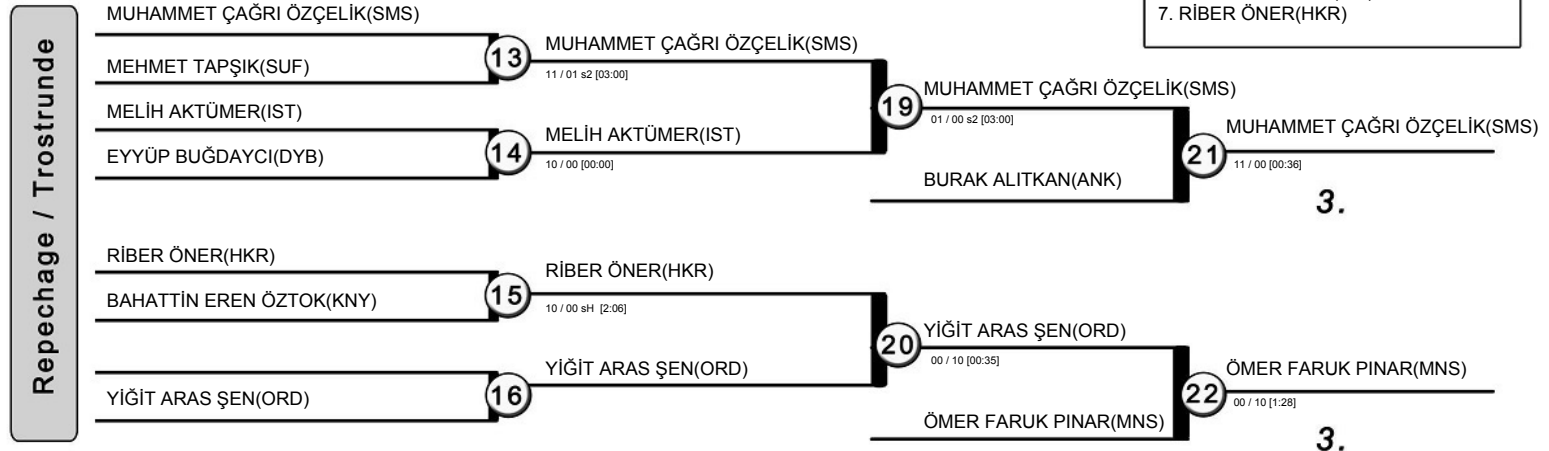 7. RİBER ÖNER(HKR)
Repechage / Trostrunde
MUHAMMET ÇAĞRI ÖZÇELİK(SMS)
MEHMET TAPŞIK(SUF)
13
MUHAMMET ÇAĞRI ÖZÇELİK(SMS)
11 / 01 s2 [03:00]
MELİH AKTÜMER(IST)
EYYÜP BUĞDAYCI(DYB)
14
MELİH AKTÜMER(IST)
10 / 00 [00:00]
19
MUHAMMET ÇAĞRI ÖZÇELİK(SMS)
01 / 00 s2 [03:00]
BURAK ALITKAN(ANK)
21
MUHAMMET ÇAĞRI ÖZÇELİK(SMS)
11 / 00 [00:36]
3.
RİBER ÖNER(HKR)
BAHATTİN EREN ÖZTOK(KNY)
15
RİBER ÖNER(HKR)
10 / 00 sH [2:06]
YİĞİT ARAS ŞEN(ORD)
16
YİĞİT ARAS ŞEN(ORD)
20
YİĞİT ARAS ŞEN(ORD)
00 / 10 [00:35]
ÖMER FARUK PINAR(MNS)
22
ÖMER FARUK PINAR(MNS)
00 / 10 [1:28]
3.